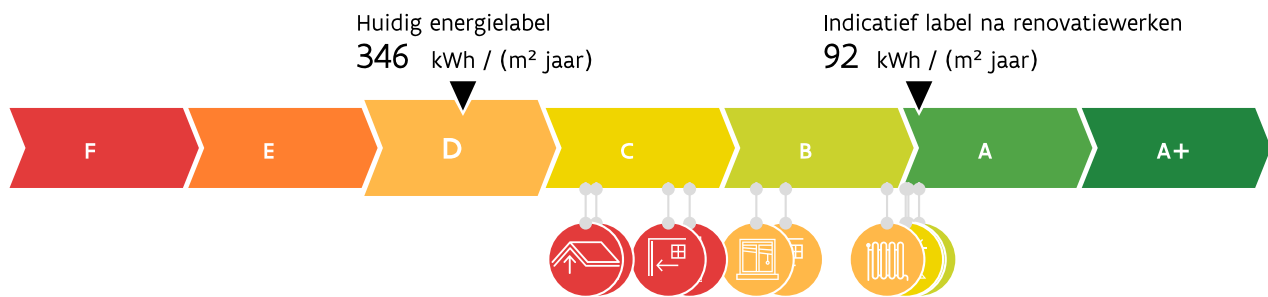 Huidig energielabel
346 kWh / (m² jaar)
Indicatief label na renovatiewerken
92 kWh / (m² jaar)
F E D C B A A+